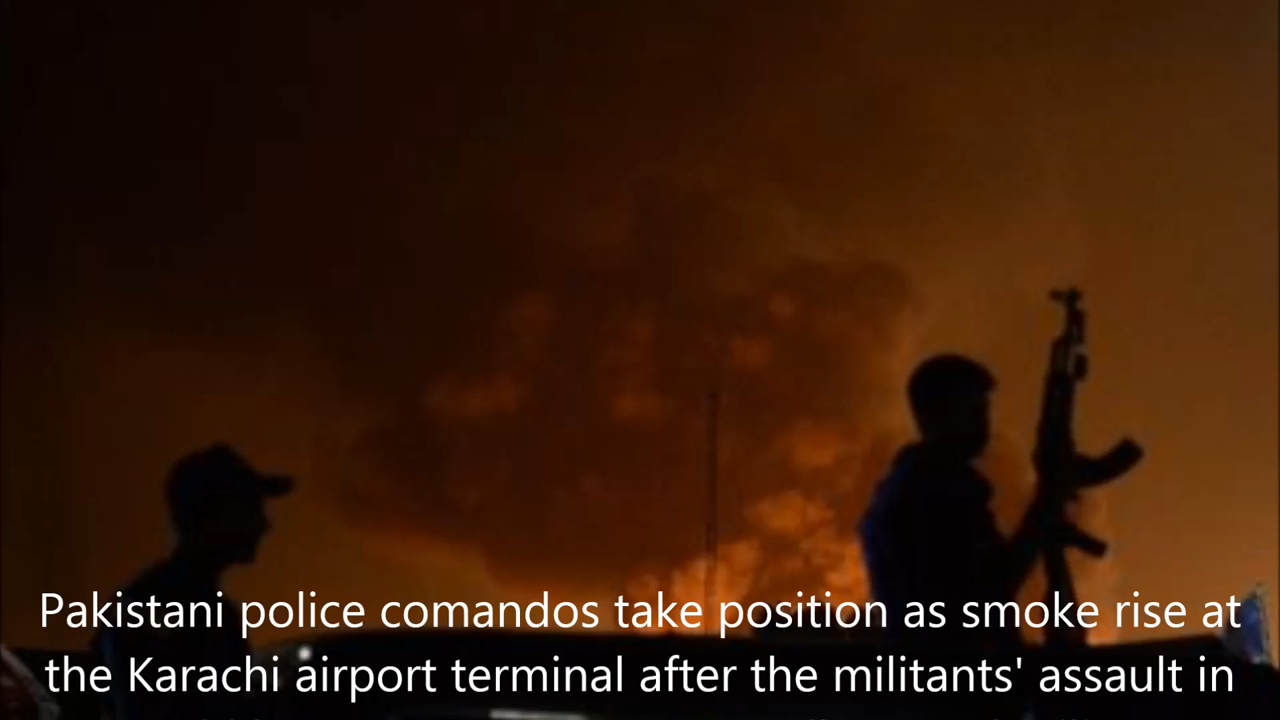 Pakistani police comandos take position as smoke rise at
the Karachi airport terminal after the militants' assault in